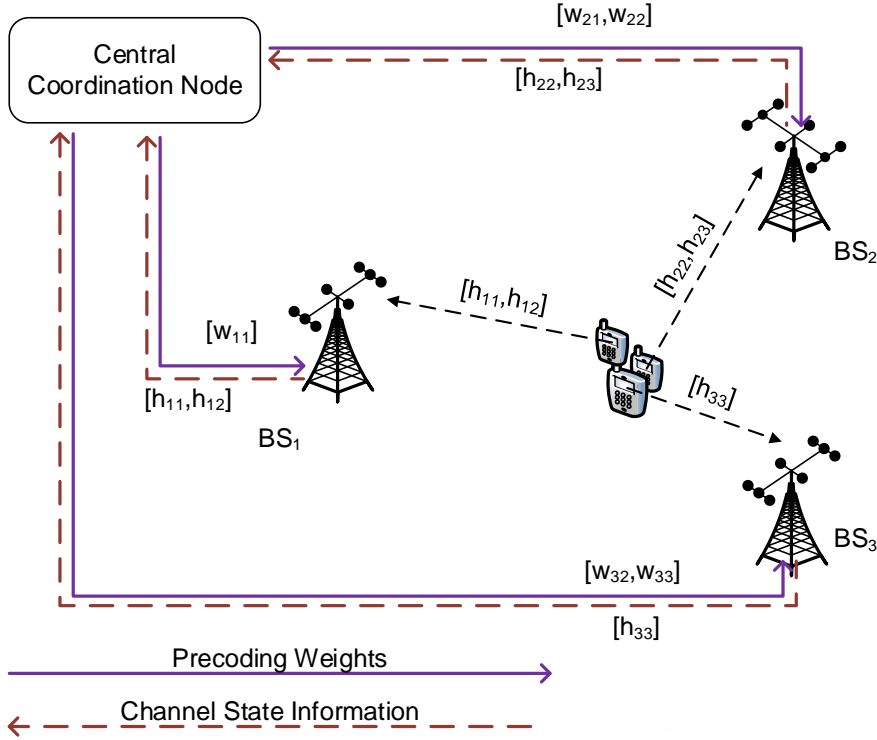 Central
Coordination Node
[w₂₁,w₂₂]
[h₂₂,h₂₃]
BS₂
[h₂₂,h₂₃]
[h₁₁,h₁₂]
[w₁₁]
[h₁₁,h₁₂]
BS₁
[h₃₃]
BS₃
[w₃₂,w₃₃]
[h₃₃]
Precoding Weights
Channel State Information